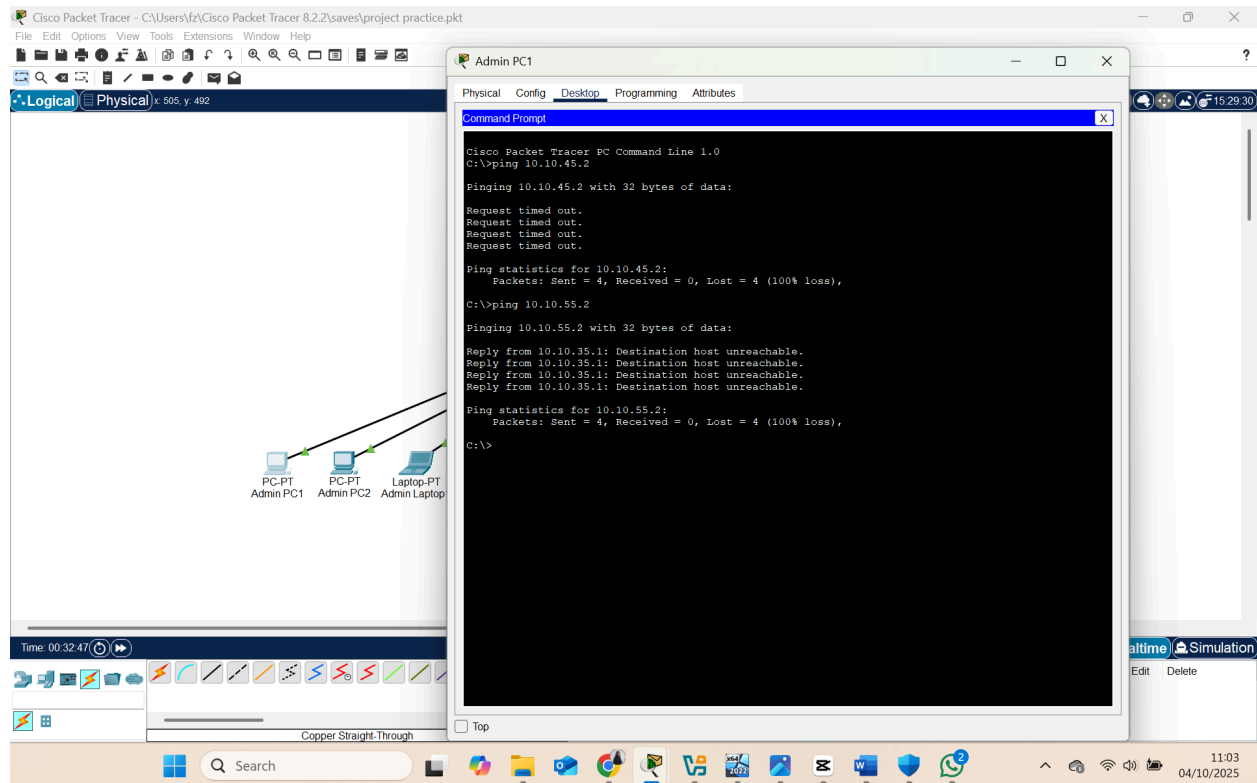 Cisco Packet Tracer - C:\Users\fz\Cisco Packet Tracer 8.2.2\saves\project practice.pkt
File Edit Options View Tools Extensions Window Help
?
Logical Physical x: 505, y: 492
15:29:30
Admin PC1
Physical Config Desktop Programming Attributes
Command Prompt
X
Cisco Packet Tracer PC Command Line 1.0
C:\>ping 10.10.45.2
Pinging 10.10.45.2 with 32 bytes of data:
Request timed out.
Request timed out.
Request timed out.
Request timed out.
Ping statistics for 10.10.45.2:
Packets: Sent = 4, Received = 0, Lost = 4 (100% loss),
C:\>ping 10.10.55.2
Pinging 10.10.55.2 with 32 bytes of data:
Reply from 10.10.35.1: Destination host unreachable.
Reply from 10.10.35.1: Destination host unreachable.
Reply from 10.10.35.1: Destination host unreachable.
Reply from 10.10.35.1: Destination host unreachable.
Ping statistics for 10.10.55.2:
Packets: Sent = 4, Received = 0, Lost = 4 (100% loss),
C:\>
Top
PC-PT
Admin PC1
PC-PT
Admin PC2
Laptop-PT
Admin Laptop
Time: 00:32:47
altime Simulation
Edit Delete
Copper Straight-Through
Search
x64
2022
2
11:03
04/10/2025